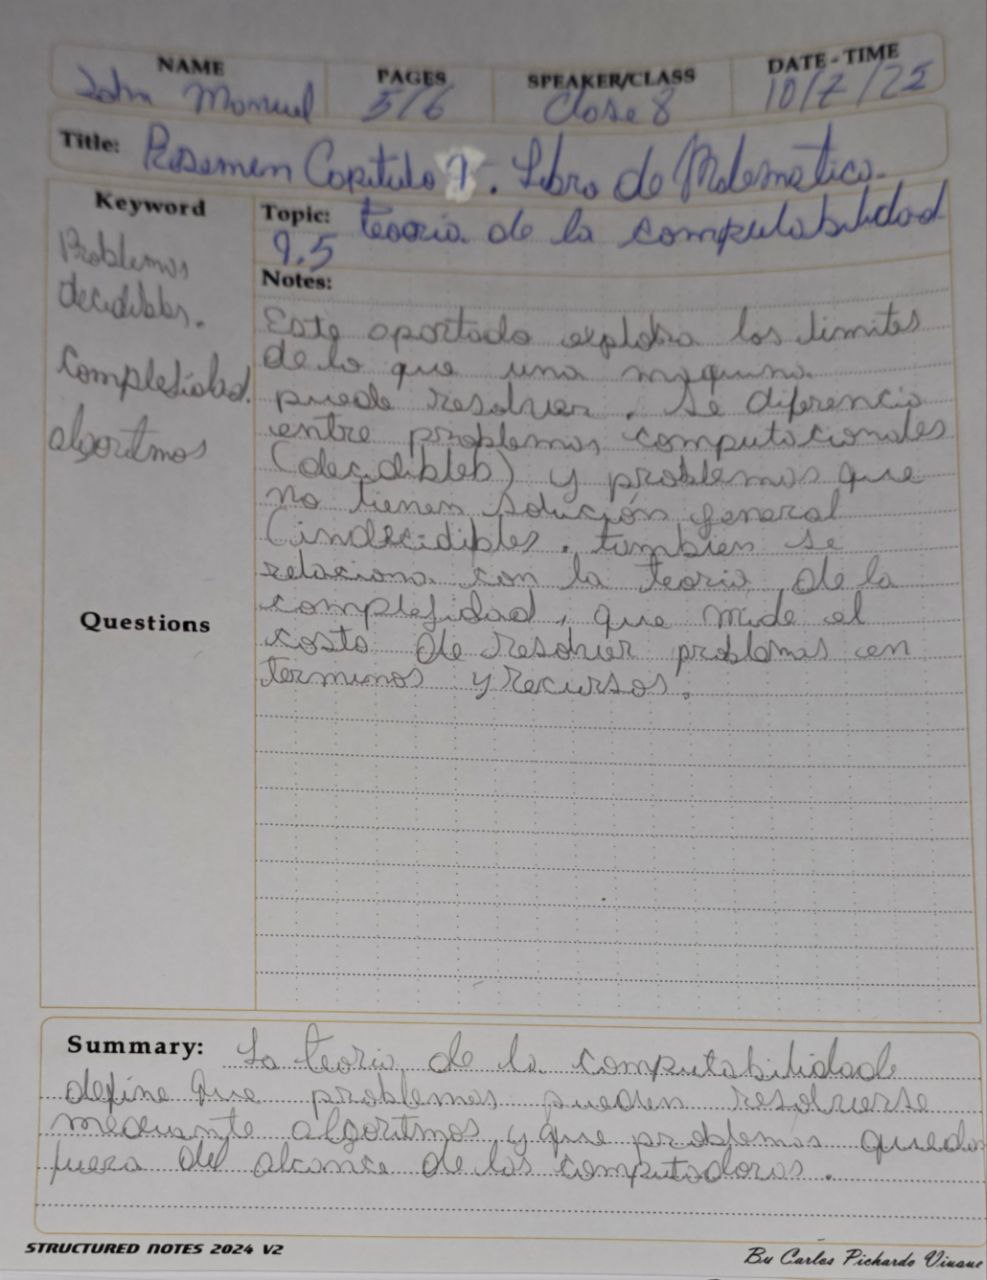 NAME PAGES SPEAKER/CLASS DATE-TIME
John Manuel 5/6 Clase 8 10/7/25
Title: Resumen Capitulo 9. Libro de Matematica.
Keyword
Problemas
decidibles.
Complejidad.
algoritmos
Questions
Topic: teoria de la computabilidad
9.5
Notes:
Este apartado explora los limites
de lo que una maquina
puede resolver. Se diferencia
entre problemas computacionales
(decidibles) y problemas que
no tienen solución general
(indecidibles. tambien se
relaciona con la teoria de la
complejidad, que mide el
costo de resolver problemas en
terminos y recursos.
Summary: La teoria de la computabilidad
define que problemas pueden resolverse
mediante algoritmos y que problemas quedan
fuera del alcance de las computadoras.
STRUCTURED NOTES 2024 V2
By Carlos Pichardo Viuque